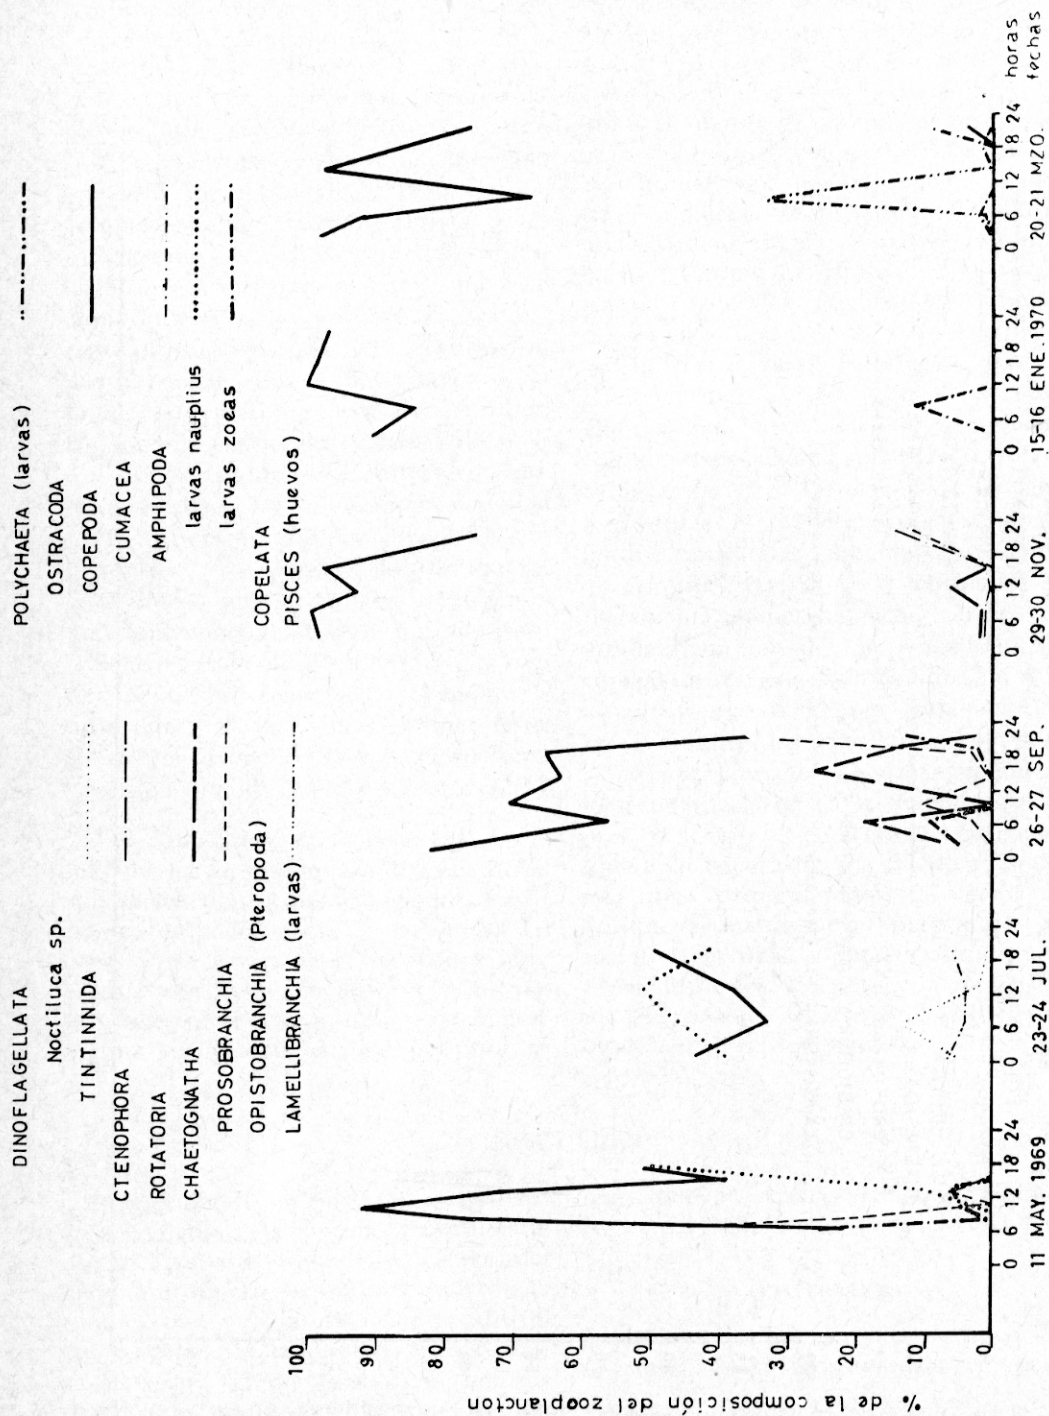 DINOFLAGELLATA
Noctiluca sp.
TINTINNIDA
CTENOPHORA
ROTATORIA
CHAETOGNATHA
PROSOBRANCHIA
OPISTOBRANCHIA (Pteropoda)
LAMELLIBRANCHIA (larvas)
POLYCHAETA (larvas)
OSTRACODA
COPEPODA
CUMACEA
AMPHIPODA
larvas nauplius
larvas zoeas
COPELATA
PISCES (huevos)
% de la composición del zooplancton
100
90
80
70
60
50
40
30
20
10
0
0 6 12 18 24 0 6 12 18 24 0 6 12 18 24 0 6 12 18 24 0 6 12 18 24 0 6 12 18 24 horas
11 MAY. 1969 23-24 JUL. 26-27 SEP. 29-30 NOV. 15-16 ENE. 1970 20-21 MZO. fechas